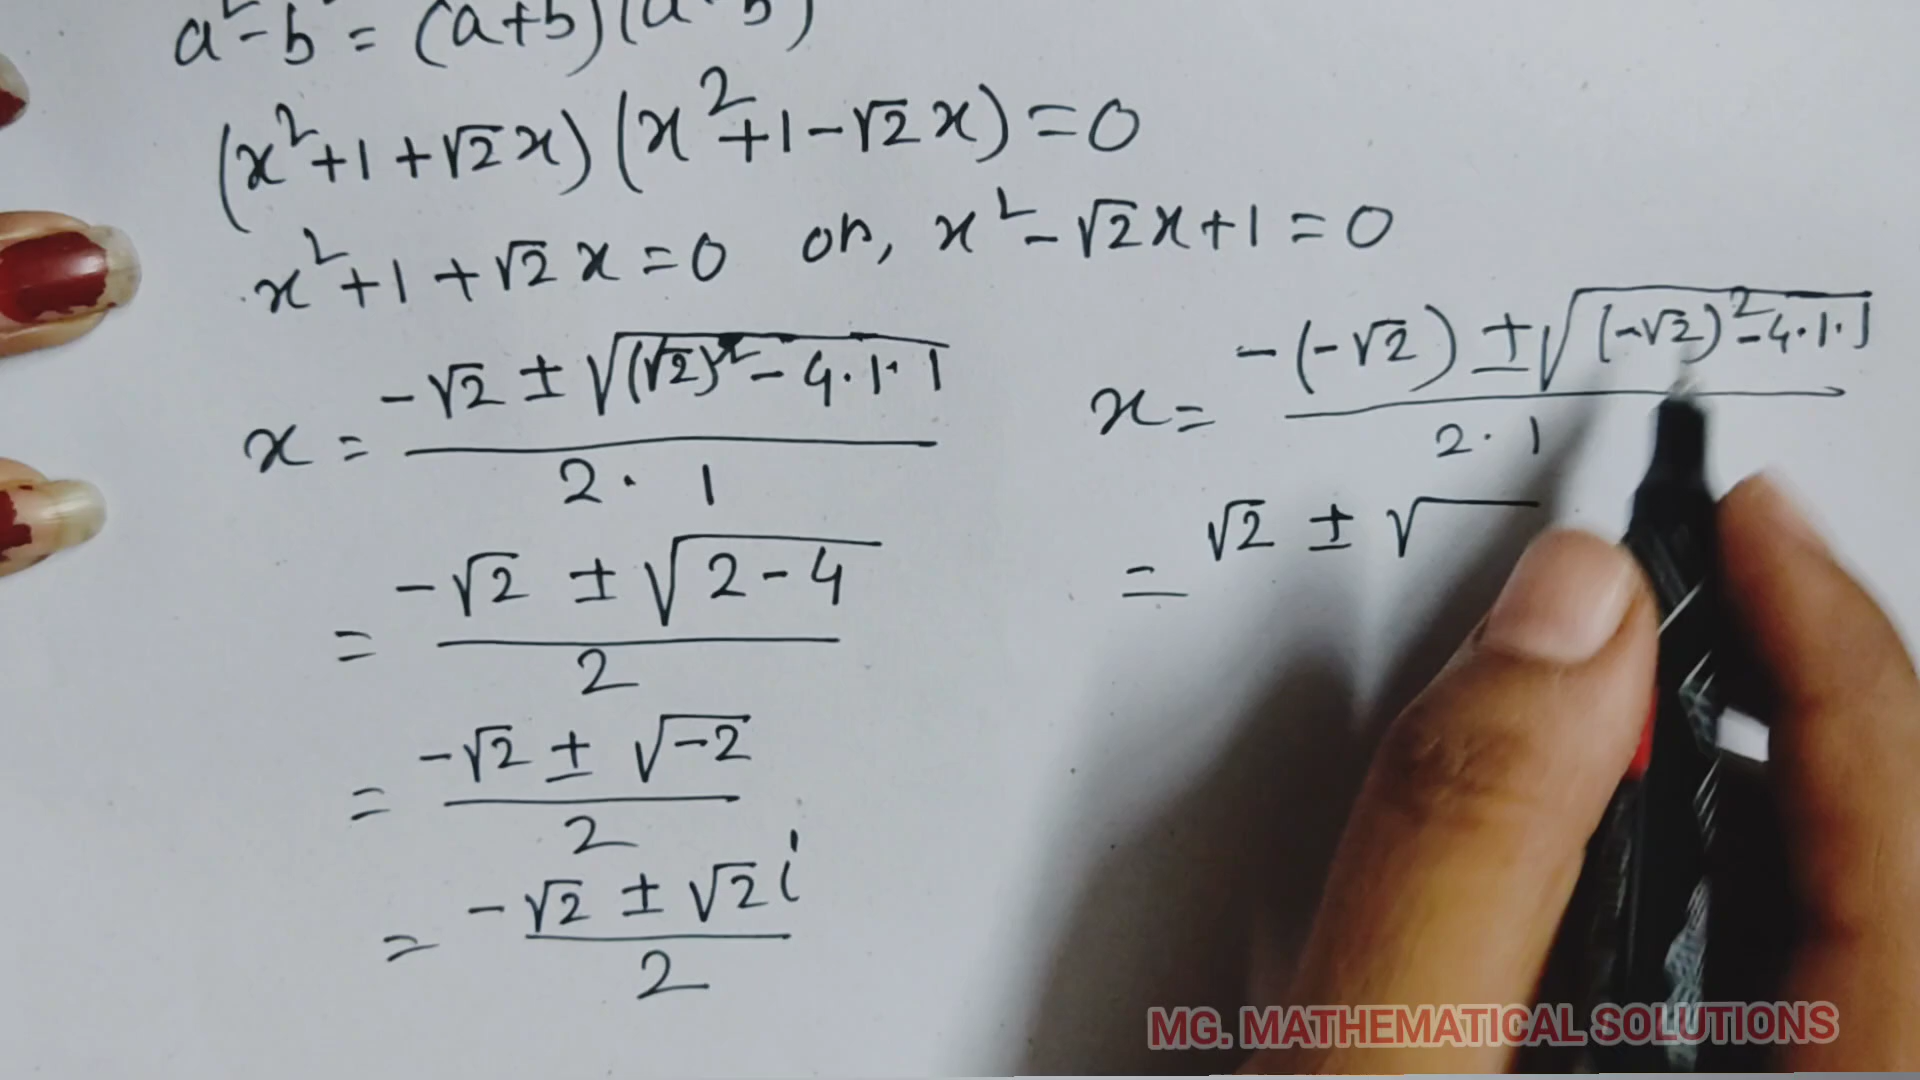 a²-b² = (a+b)(a-b)
(x²+1+√2x)(x²+1-√2x)=0
x²+1+√2x=0 or, x²-√2x+1=0
x = (-√2 ± √((√2)²-4·1·1))/(2·1)
= (-√2 ± √(2-4))/2
= (-√2 ± √(-2))/2
= (-√2 ± √2i)/2
x = (-(-√2) ± √((-√2)²-4·1·1))/(2·1)
= √2 ± √
MG. MATHEMATICAL SOLUTIONS